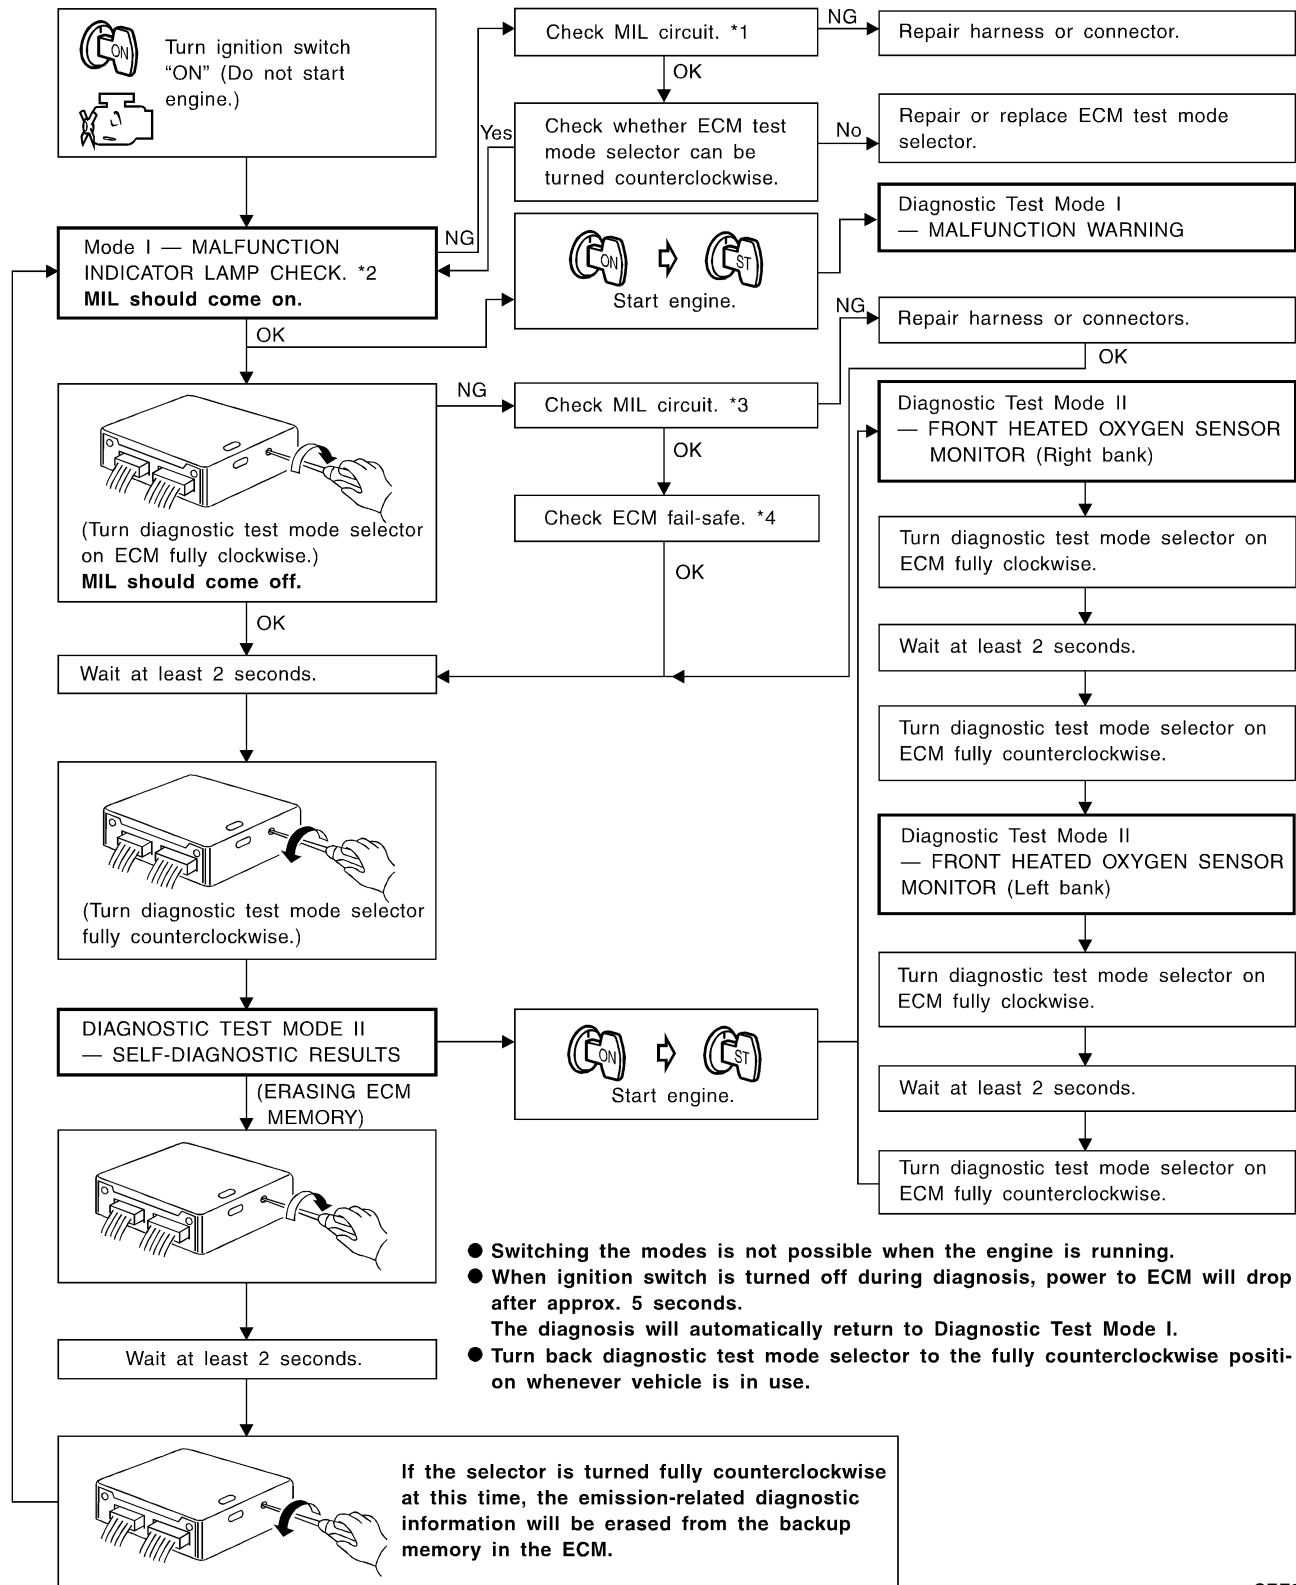 ON
Turn ignition switch
“ON” (Do not start
engine.)
Check MIL circuit. *1
NG
Repair harness or connector.
OK
Yes
Check whether ECM test
mode selector can be
turned counterclockwise.
No
Repair or replace ECM test mode
selector.
Mode I — MALFUNCTION
INDICATOR LAMP CHECK. *2
MIL should come on.
NG
ON
ST
Start engine.
Diagnostic Test Mode I
— MALFUNCTION WARNING
OK
NG
Repair harness or connectors.
OK
(Turn diagnostic test mode selector
on ECM fully clockwise.)
MIL should come off.
NG
Check MIL circuit. *3
OK
Check ECM fail-safe. *4
OK
Diagnostic Test Mode II
— FRONT HEATED OXYGEN SENSOR
MONITOR (Right bank)
Turn diagnostic test mode selector on
ECM fully clockwise.
OK
Wait at least 2 seconds.
Wait at least 2 seconds.
Turn diagnostic test mode selector on
ECM fully counterclockwise.
(Turn diagnostic test mode selector
fully counterclockwise.)
Diagnostic Test Mode II
— FRONT HEATED OXYGEN SENSOR
MONITOR (Left bank)
Turn diagnostic test mode selector on
ECM fully clockwise.
DIAGNOSTIC TEST MODE II
— SELF-DIAGNOSTIC RESULTS
ON
ST
Start engine.
Wait at least 2 seconds.
(ERASING ECM
MEMORY)
Turn diagnostic test mode selector on
ECM fully counterclockwise.
● Switching the modes is not possible when the engine is running.
● When ignition switch is turned off during diagnosis, power to ECM will drop
after approx. 5 seconds.
The diagnosis will automatically return to Diagnostic Test Mode I.
● Turn back diagnostic test mode selector to the fully counterclockwise positi-
on whenever vehicle is in use.
Wait at least 2 seconds.
If the selector is turned fully counterclockwise
at this time, the emission-related diagnostic
information will be erased from the backup
memory in the ECM.